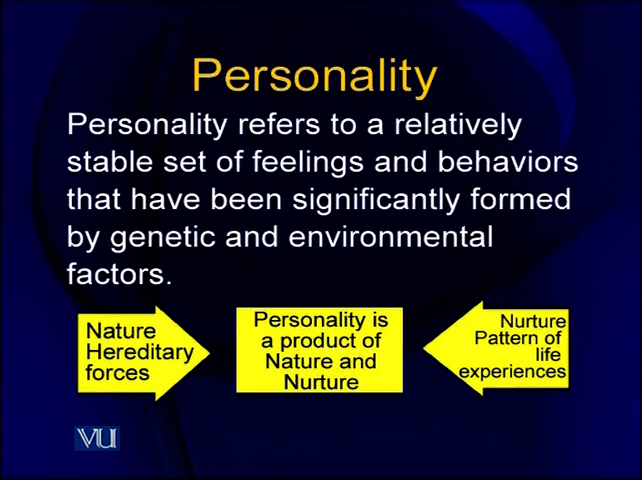 Personality
Personality refers to a relatively
stable set of feelings and behaviors
that have been significantly formed
by genetic and environmental
factors.
Nature
Hereditary
forces
Personality is
a product of
Nature and
Nurture
Nurture
Pattern of
life
experiences
VU